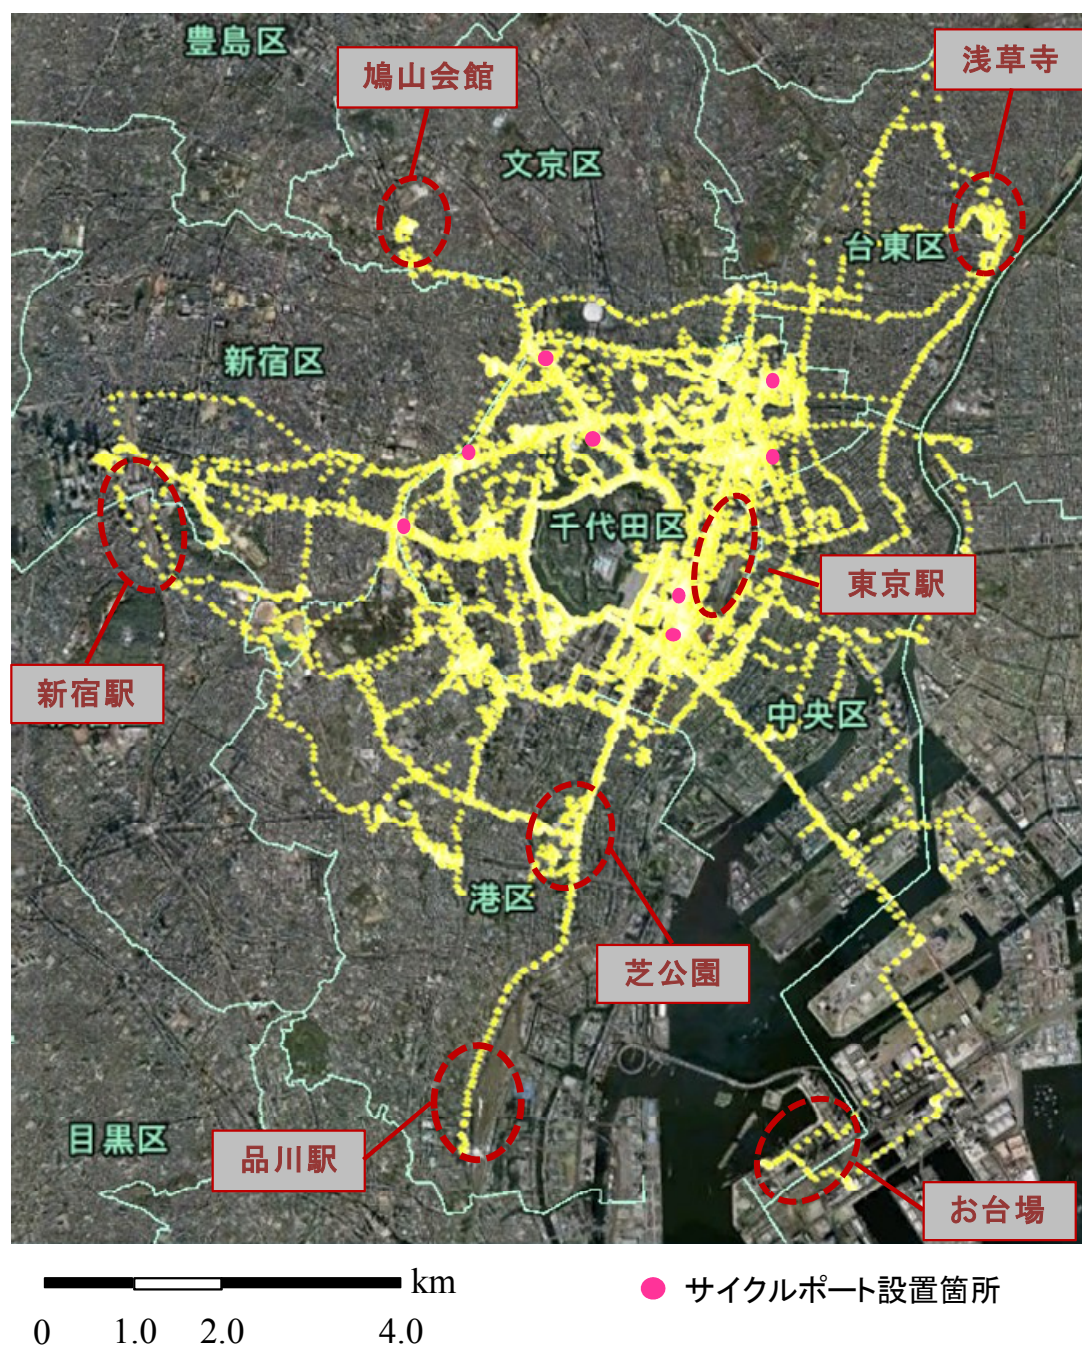 豊島区
浅草寺
鳩山会館
文京区
台東区
新宿区
千代田区
東京駅
新宿駅
中央区
港区
芝公園
目黒区
品川駅
お台場
km
0 1.0 2.0 4.0
サイクルポート設置箇所